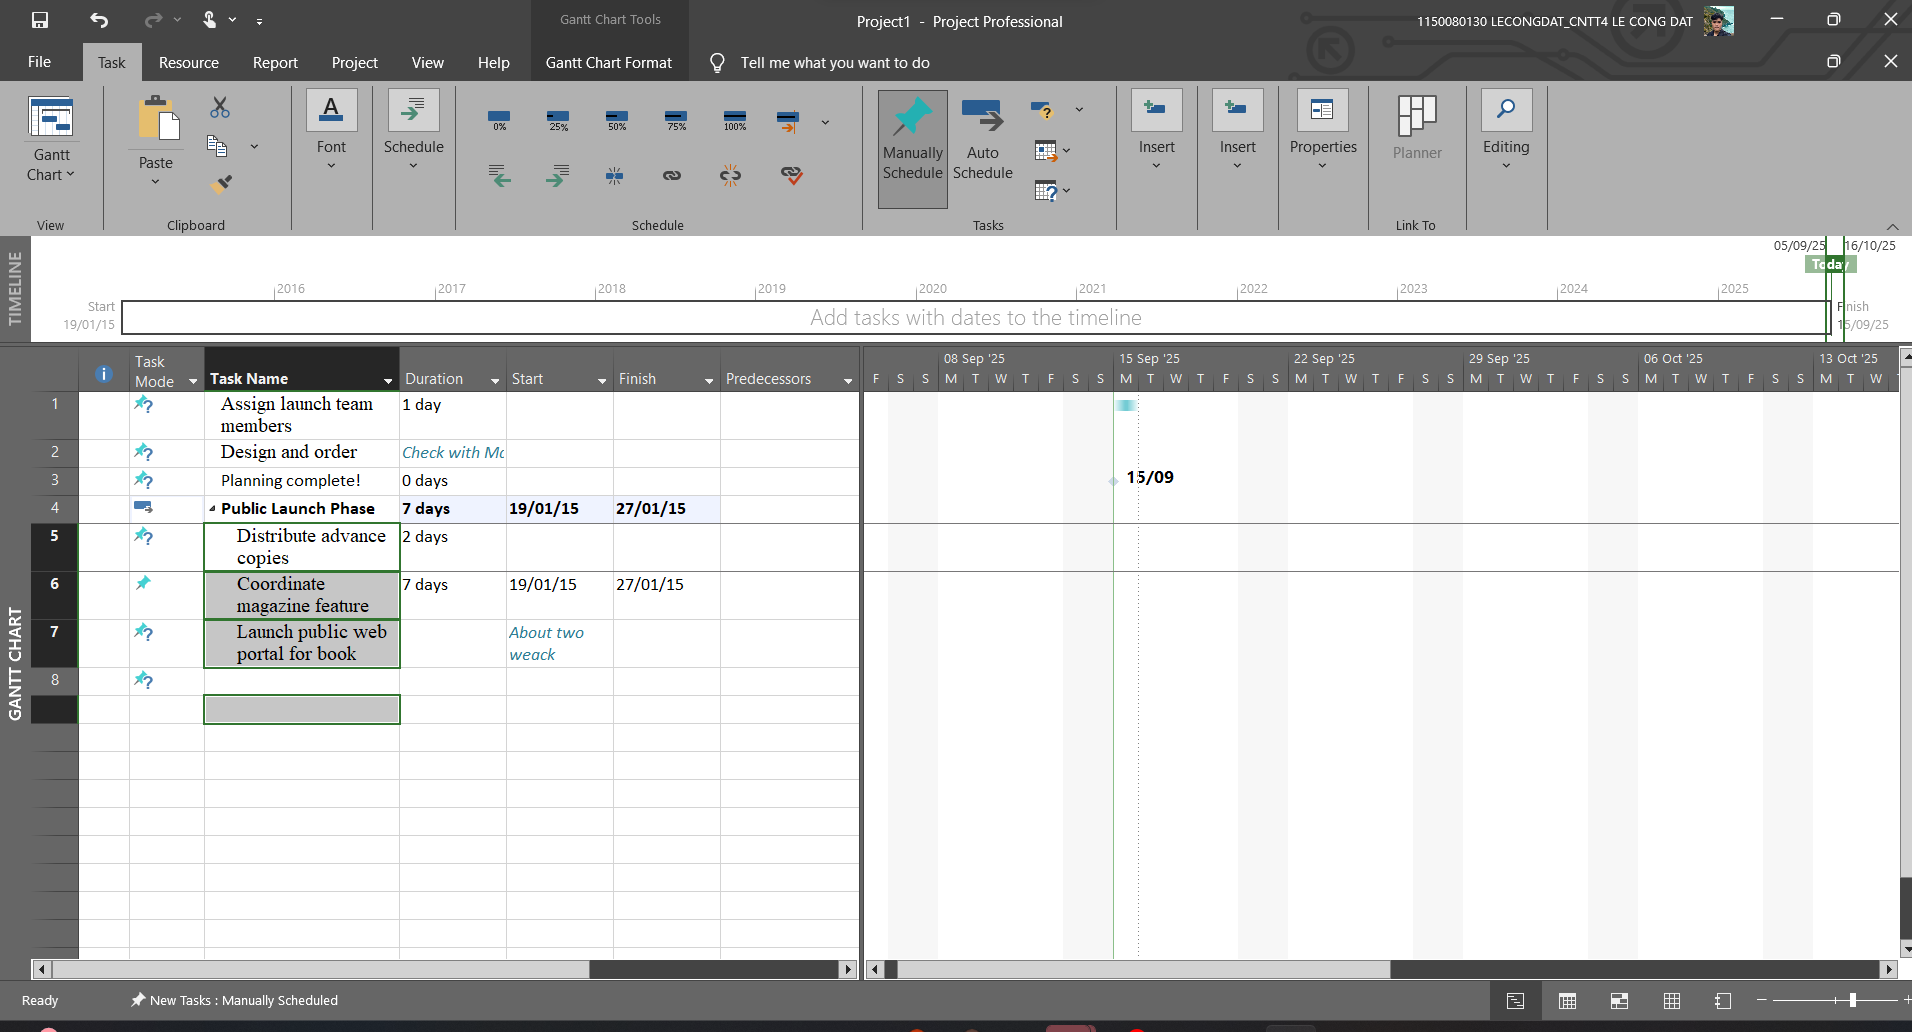 Gantt Chart Tools
Project1 - Project Professional
1150080130 LECONGDAT_CNTT4 LE CONG DAT
File Task Resource Report Project View Help Gantt Chart Format Tell me what you want to do
Gantt Chart
Paste
Font
Schedule
0% 25% 50% 75% 100%
Manually Schedule
Auto Schedule
Insert
Insert
Properties
Planner
Editing
View Clipboard Schedule Tasks Link To
TIMELINE
05/09/25 16/10/25
Today
2016 2017 2018 2019 2020 2021 2022 2023 2024 2025
Start
19/01/15
Add tasks with dates to the timeline
Finish
15/09/25
GANTT CHART
Task Mode Task Name Duration Start Finish Predecessors
08 Sep '25 15 Sep '25 22 Sep '25 29 Sep '25 06 Oct '25 13 Oct '25
F S S M T W T F S S M T W T F S S M T W T F S S M T W T F S S M T W T F S S M T W
1 Assign launch team members 1 day
2 Design and order Check with Mc
3 Planning complete! 0 days
15/09
4 Public Launch Phase 7 days 19/01/15 27/01/15
5 Distribute advance copies 2 days
6 Coordinate magazine feature 7 days 19/01/15 27/01/15
7 Launch public web portal for book About two weack
8
Ready New Tasks : Manually Scheduled